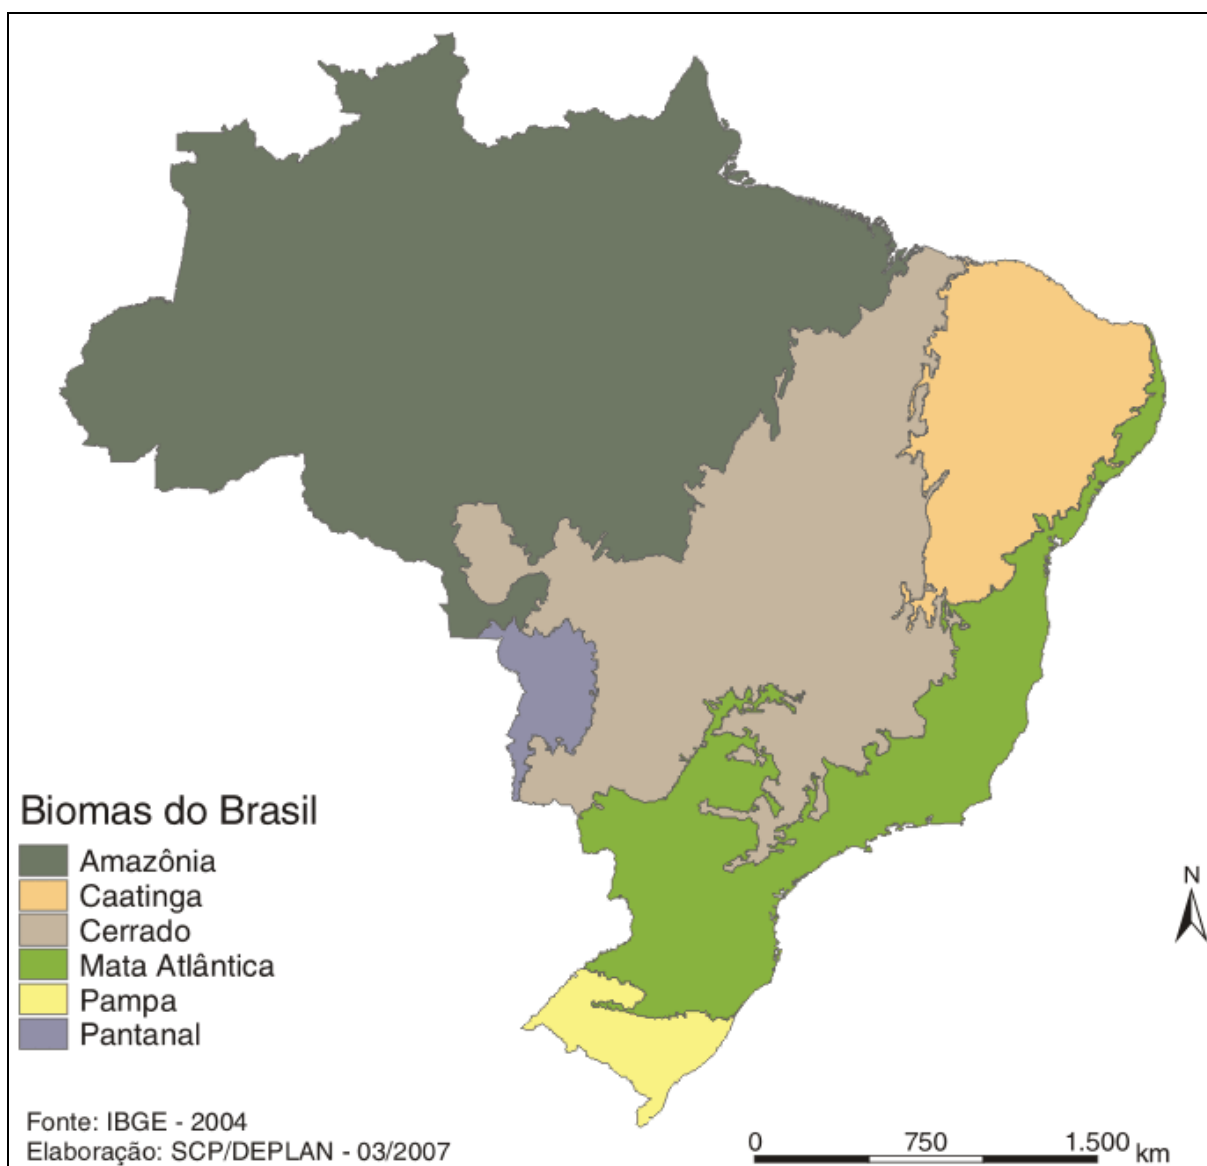 Biomas do Brasil
Amazônia
Caatinga
Cerrado
Mata Atlântica
Pampa
Pantanal
Fonte: IBGE - 2004
Elaboração: SCP/DEPLAN - 03/2007
N
0 750 1.500 km